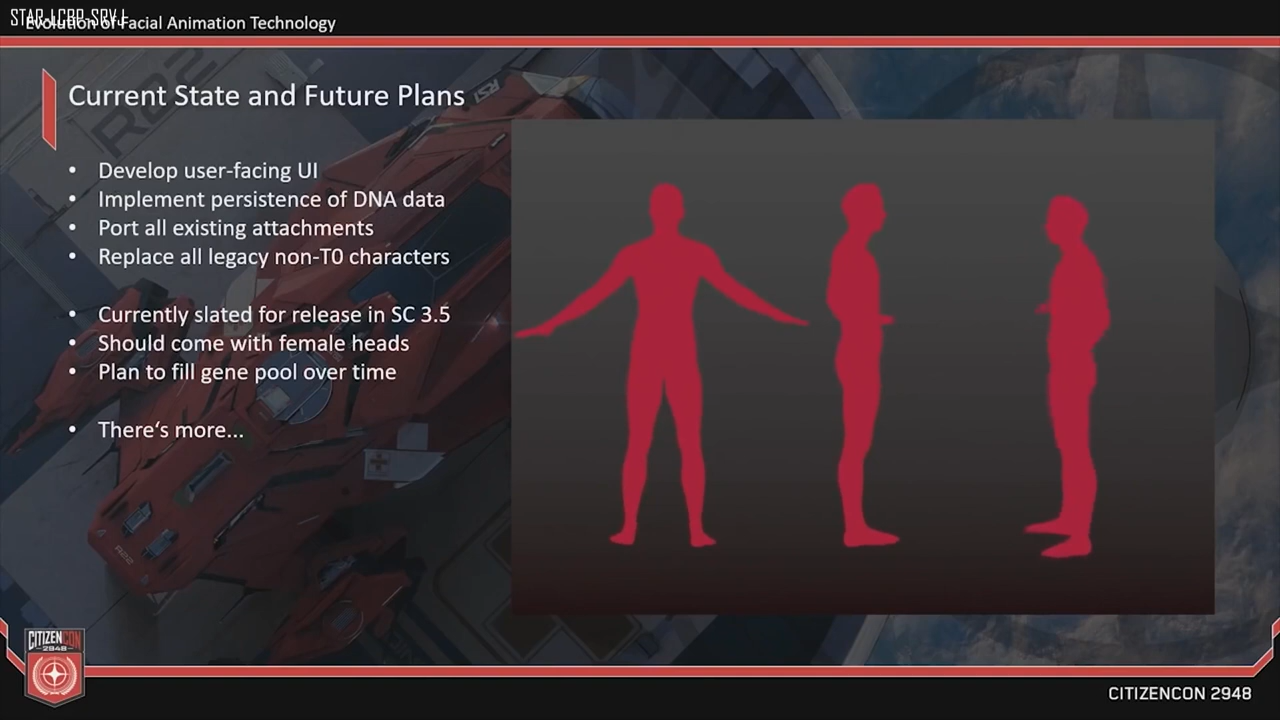 Evolution of Facial Animation Technology
Current State and Future Plans
RSI
R02
• Develop user-facing UI
• Implement persistence of DNA data
• Port all existing attachments
• Replace all legacy non-T0 characters
• Currently slated for release in SC 3.5
• Should come with female heads
• Plan to fill gene pool over time
• There‘s more...
CITIZENCON
2948
CITIZENCON 2948